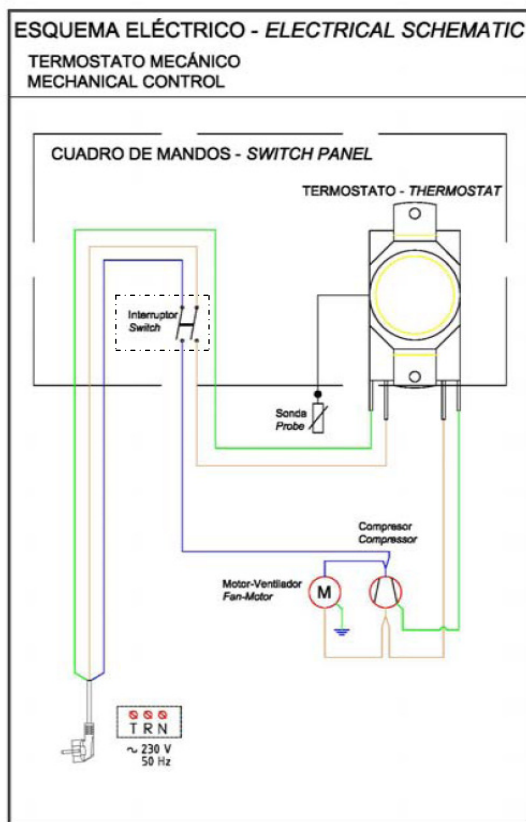 ESQUEMA ELÉCTRICO - ELECTRICAL SCHEMATIC
TERMOSTATO MECÁNICO
MECHANICAL CONTROL
CUADRO DE MANDOS - SWITCH PANEL
TERMOSTATO - THERMOSTAT
Interruptor
Switch
Sonda
Probe
Compresor
Compressor
Motor-Ventilador
Fan-Motor
M
T R N
~ 230 V
50 Hz